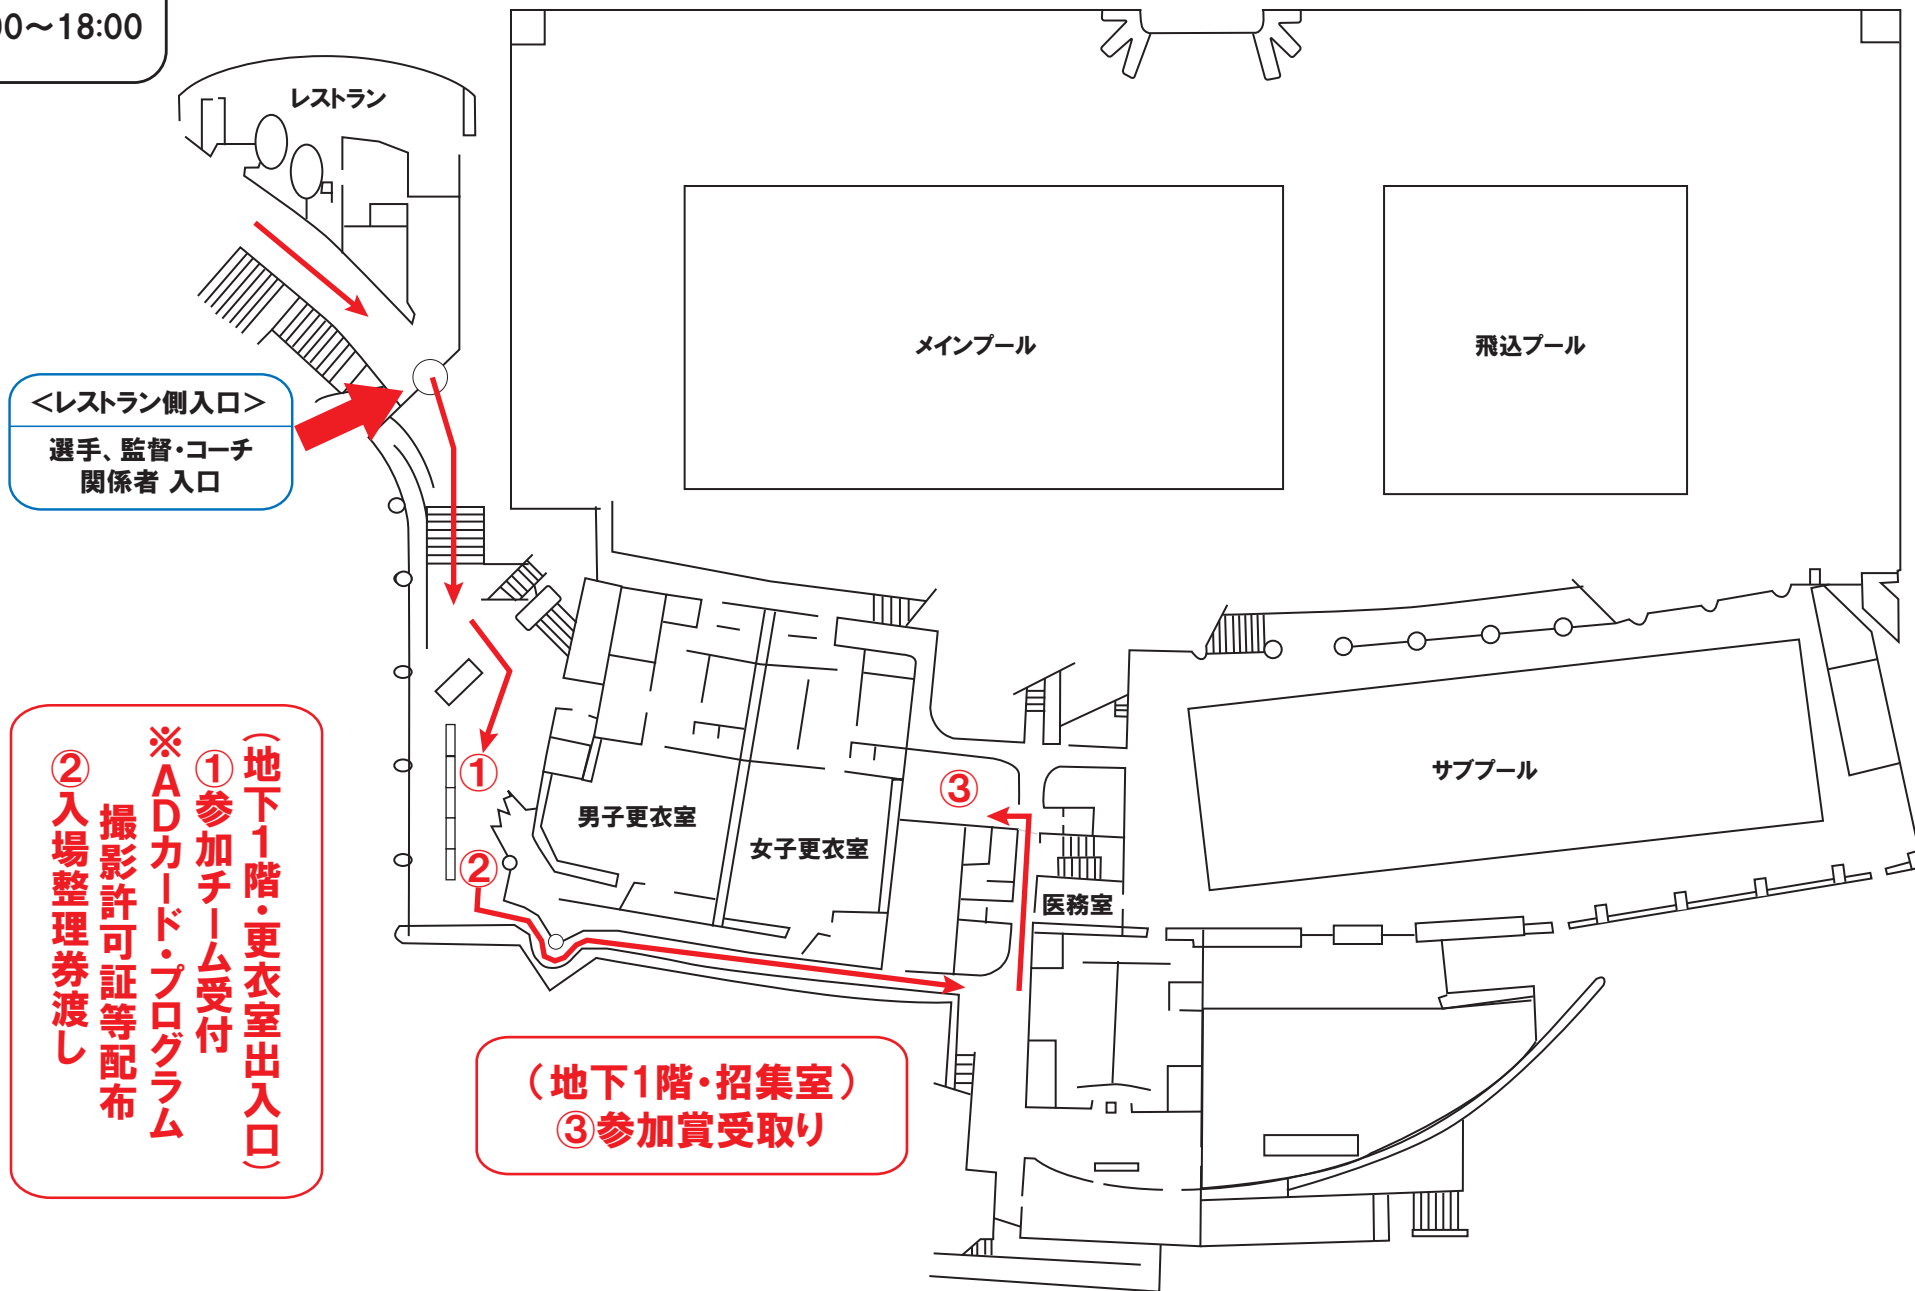 00～18:00
レストラン
メインプール
飛込プール
＜レストラン側入口＞
選手、監督・コーチ
関係者 入口
（地下1階・更衣室出入口）
①参加チーム受付
※ADカード・プログラム
撮影許可証等配布
②入場整理券渡し
①
②
③
男子更衣室
女子更衣室
医務室
サブプール
（地下1階・招集室）
③参加賞受取り